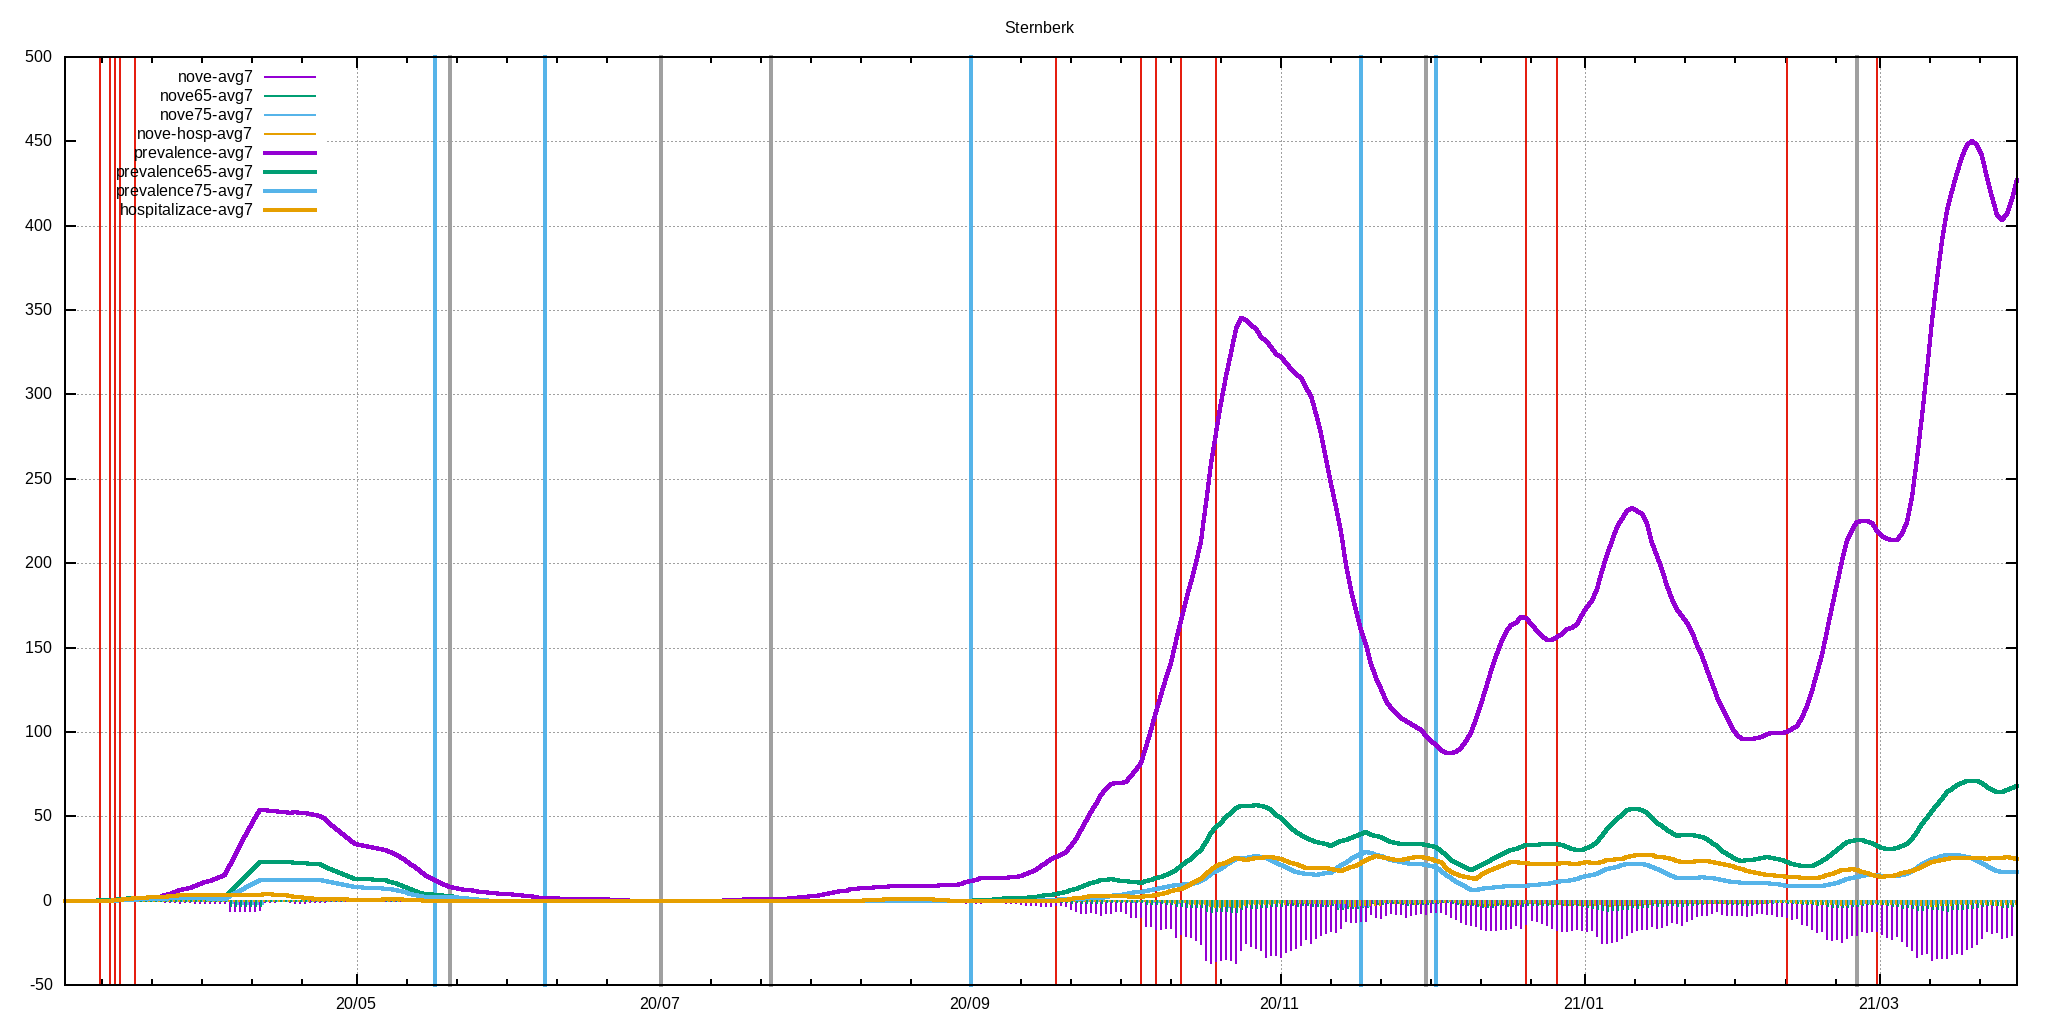 Sternberk
500
450
400
350
300
250
200
150
100
50
0
-50
nove-avg7
nove65-avg7
nove75-avg7
nove-hosp-avg7
prevalence-avg7
prevalence65-avg7
prevalence75-avg7
hospitalizace-avg7
20/05 20/07 20/09 20/11 21/01 21/03